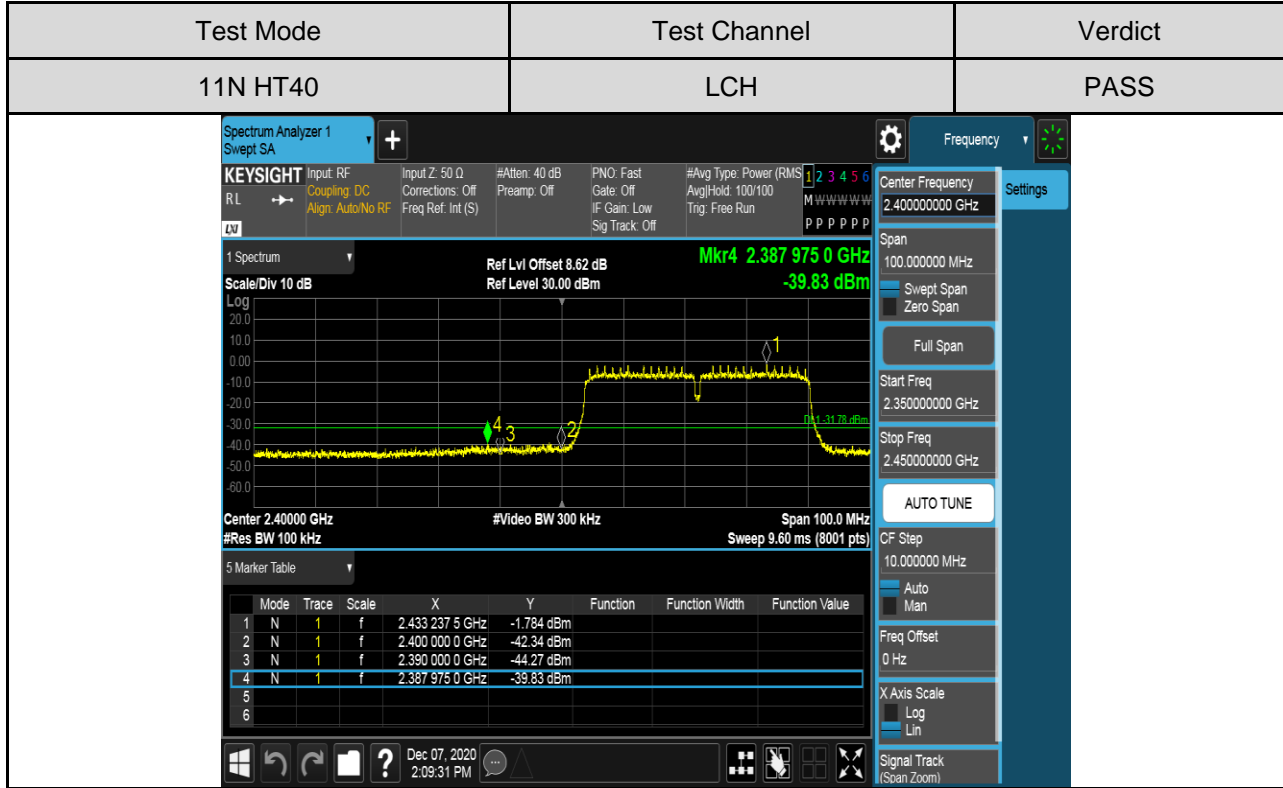 Test Mode Test Channel Verdict
11N HT40 LCH PASS
Spectrum Analyzer 1
Swept SA
+
Frequency
KEYSIGHT
RL
LXI
Input: RF
Coupling: DC
Align: Auto/No RF
Input Z: 50 Ω
Corrections: Off
Freq Ref: Int (S)
#Atten: 40 dB
Preamp: Off
PNO: Fast
Gate: Off
IF Gain: Low
Sig Track: Off
#Avg Type: Power (RMS
Avg|Hold: 100/100
Trig: Free Run
1 2 3 4 5 6
M W W W W W
P P P P P P
1 Spectrum
Scale/Div 10 dB
Ref Lvl Offset 8.62 dB
Ref Level 30.00 dBm
Mkr4 2.387 975 0 GHz
-39.83 dBm
Log
20.0
10.0
0.00
-10.0
-20.0
-30.0
-40.0
-50.0
-60.0
1
4
3
2
-31.78 dBm
Center 2.40000 GHz #Video BW 300 kHz Span 100.0 MHz
#Res BW 100 kHz Sweep 9.60 ms (8001 pts)
5 Marker Table
Mode Trace Scale X Y Function Function Width Function Value
1 N 1 f 2.433 237 5 GHz -1.784 dBm
2 N 1 f 2.400 000 0 GHz -42.34 dBm
3 N 1 f 2.390 000 0 GHz -44.27 dBm
4 N 1 f 2.387 975 0 GHz -39.83 dBm
5
6
?
Dec 07, 2020
2:09:31 PM
Settings
Center Frequency
2.400000000 GHz
Span
100.000000 MHz
Swept Span
Zero Span
Full Span
Start Freq
2.350000000 GHz
Stop Freq
2.450000000 GHz
AUTO TUNE
CF Step
10.000000 MHz
Auto
Man
Freq Offset
0 Hz
X Axis Scale
Log
Lin
Signal Track
(Span Zoom)